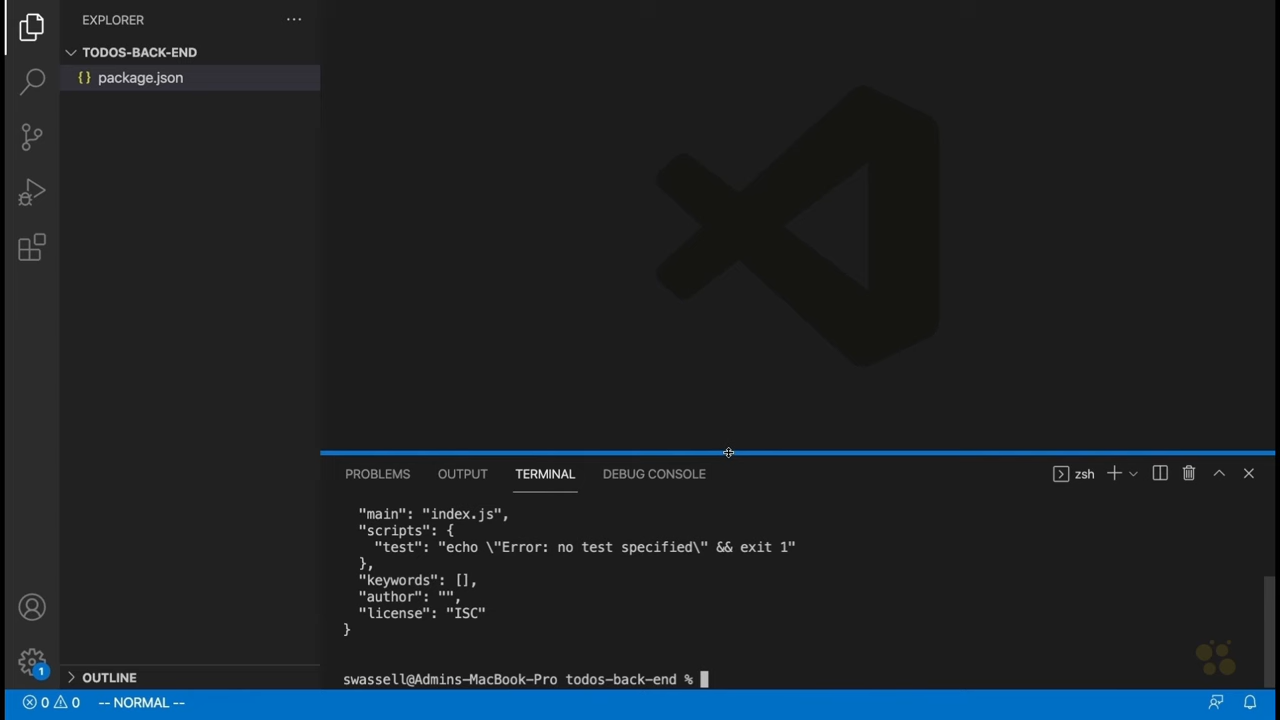 EXPLORER
TODOS-BACK-END
{} package.json
OUTLINE
PROBLEMS OUTPUT TERMINAL DEBUG CONSOLE
zsh
"main": "index.js",
"scripts": {
"test": "echo \"Error: no test specified\" && exit 1"
},
"keywords": [],
"author": "",
"license": "ISC"
}
swassell@Admins-MacBook-Pro todos-back-end %
1
0 0 -- NORMAL --